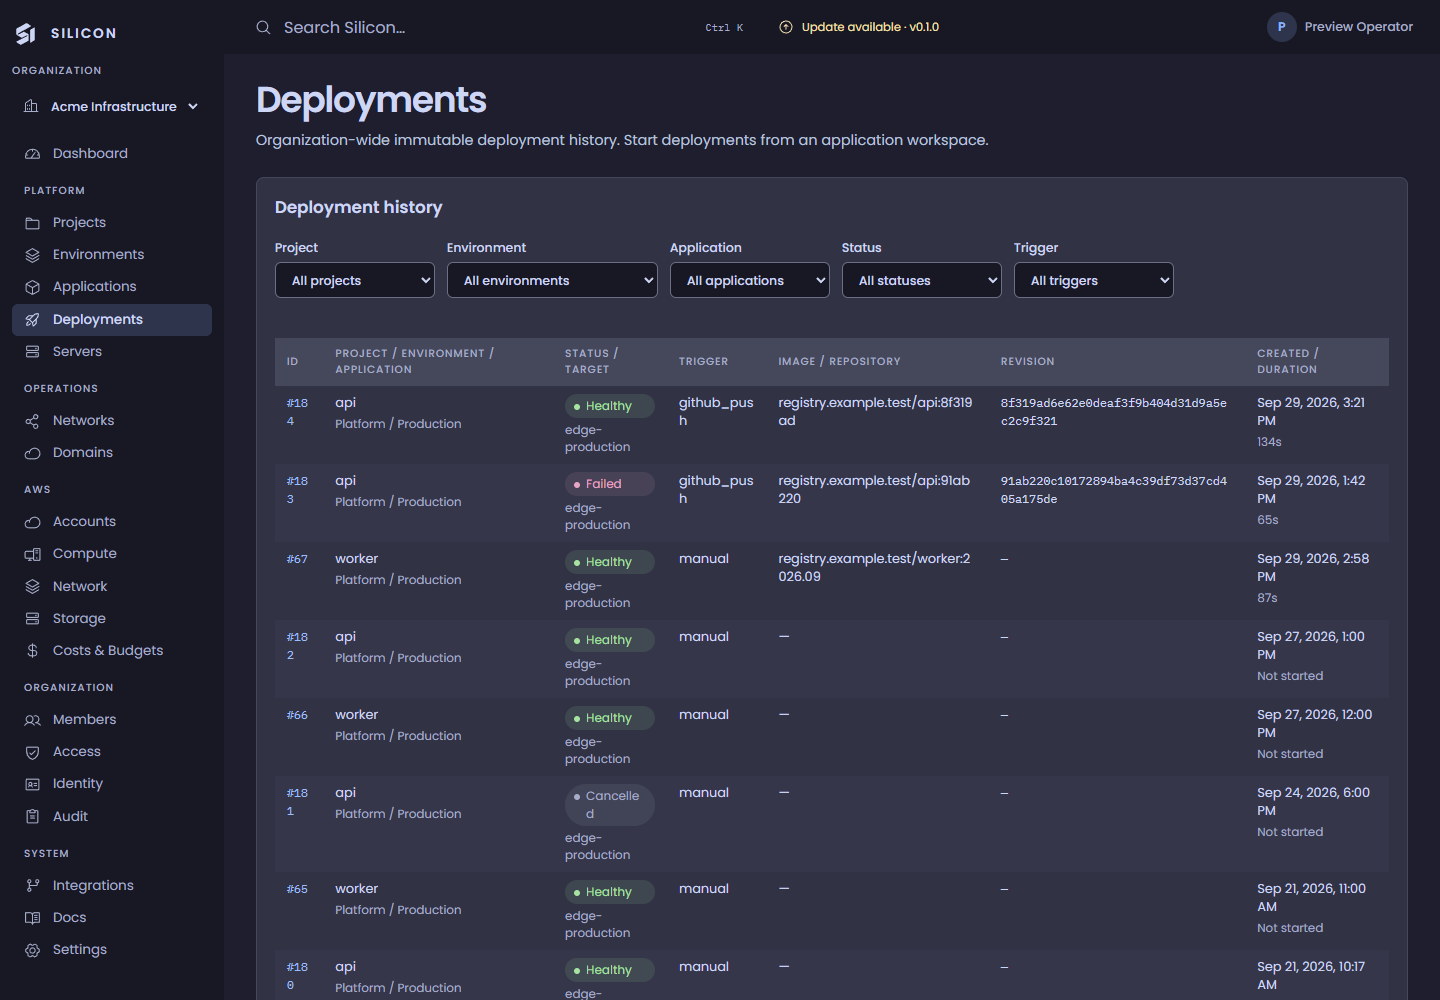 SILICON
Search Silicon...
Ctrl K
Update available · v0.1.0
P
Preview Operator
ORGANIZATION
Acme Infrastructure
Dashboard
PLATFORM
Projects
Environments
Applications
Deployments
Servers
OPERATIONS
Networks
Domains
AWS
Accounts
Compute
Network
Storage
Costs & Budgets
ORGANIZATION
Members
Access
Identity
Audit
SYSTEM
Integrations
Docs
Settings
Deployments
Organization-wide immutable deployment history. Start deployments from an application workspace.
Deployment history
Project
Environment
Application
Status
Trigger
All projects
All environments
All applications
All statuses
All triggers
ID
PROJECT / ENVIRONMENT /
APPLICATION
STATUS /
TARGET
TRIGGER
IMAGE / REPOSITORY
REVISION
CREATED /
DURATION
#18
4
api
Platform / Production
Healthy
edge-
production
github_pus
h
registry.example.test/api:8f319
ad
8f319ad6e62e0deaf3f9b404d31d9a5e
c2c9f321
Sep 29, 2026, 3:21
PM
134s
#18
3
api
Platform / Production
Failed
edge-
production
github_pus
h
registry.example.test/api:91ab
220
91ab220c10172894ba4c39df73d37cd4
05a175de
Sep 29, 2026, 1:42
PM
65s
#67
worker
Platform / Production
Healthy
edge-
production
manual
registry.example.test/worker:2
026.09
—
Sep 29, 2026, 2:58
PM
87s
#18
2
api
Platform / Production
Healthy
edge-
production
manual
—
—
Sep 27, 2026, 1:00
PM
Not started
#66
worker
Platform / Production
Healthy
edge-
production
manual
—
—
Sep 27, 2026, 12:00
PM
Not started
#18
1
api
Platform / Production
Cancelle
d
edge-
production
manual
—
—
Sep 24, 2026, 6:00
PM
Not started
#65
worker
Platform / Production
Healthy
edge-
production
manual
—
—
Sep 21, 2026, 11:00
AM
Not started
#18
0
api
Platform / Production
Healthy
edge-
manual
—
—
Sep 21, 2026, 10:17
AM